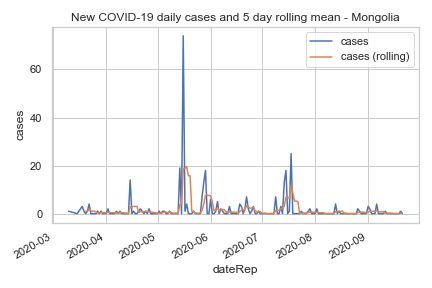 New COVID-19 daily cases and 5 day rolling mean - Mongolia
cases
cases (rolling)
60
40
20
0
cases
2020-03
2020-04
2020-05
2020-06
2020-07
2020-08
2020-09
dateRep